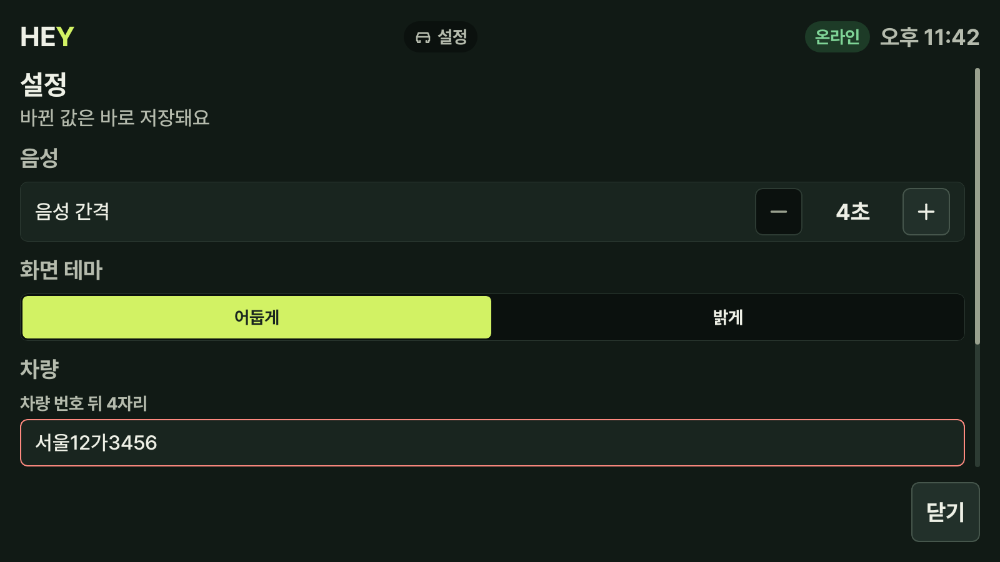 HEY
설정
온라인 오후 11:42
설정
바뀐 값은 바로 저장돼요
음성
음성 간격 − 4초 +
화면 테마
어둡게 밝게
차량
차량 번호 뒤 4자리
서울12가3456
닫기